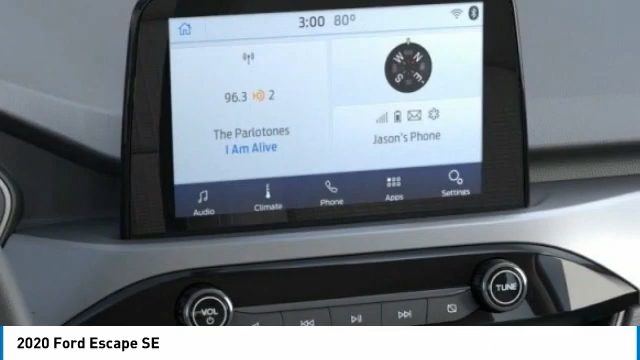 3:00 80°
96.3 2
The Parlotones
I Am Alive
N
E
S
W
Jason's Phone
Audio
Climate
Phone
Apps
Settings
VOL
TUNE
2020 Ford Escape SE